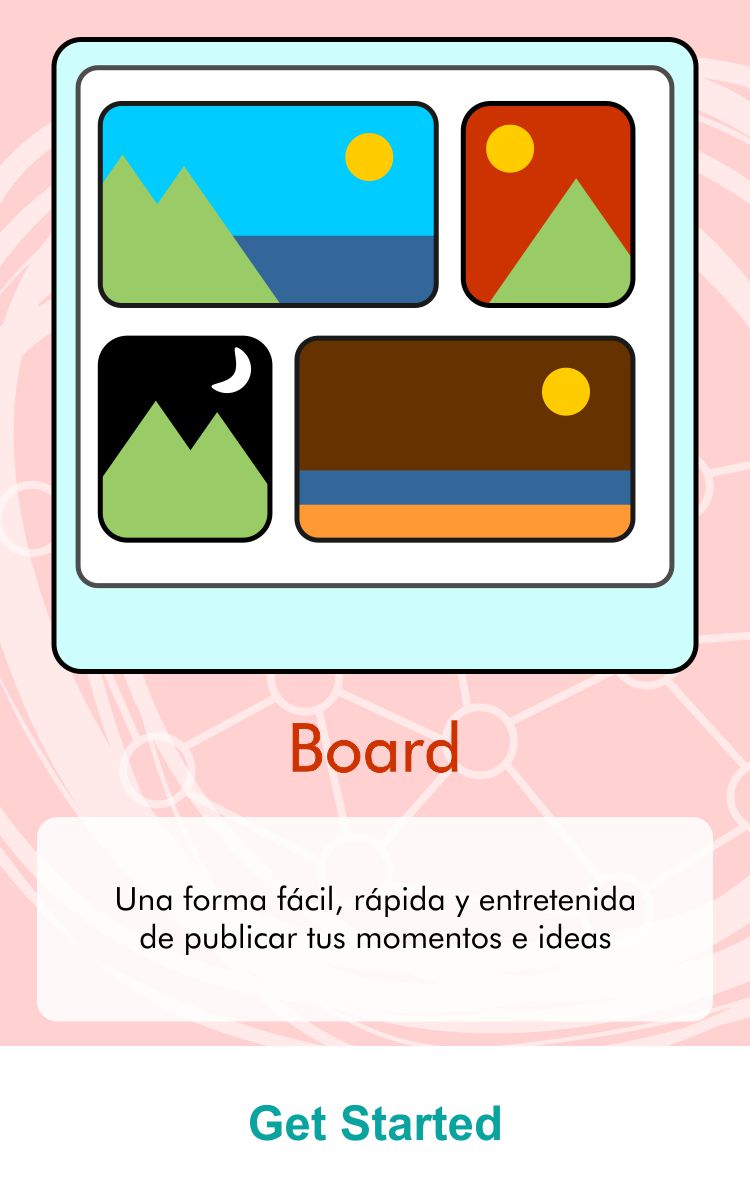 Board
Una forma fácil, rápida y entretenida
de publicar tus momentos e ideas
Get Started